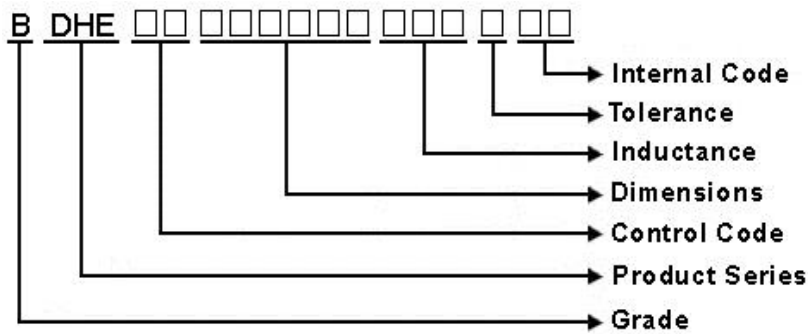 B DHE □□ □□□□□□ □□□ □ □□
Internal Code
Tolerance
Inductance
Dimensions
Control Code
Product Series
Grade